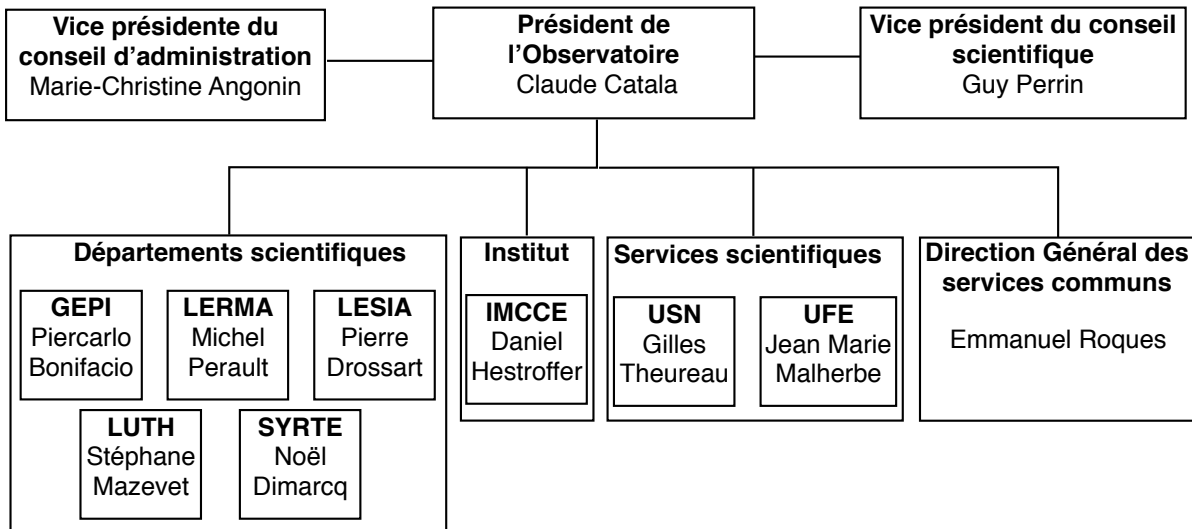 Vice présidente du
conseil d'administration
Marie-Christine Angonin
Président de
l'Observatoire
Claude Catala
Vice président du conseil
scientifique
Guy Perrin
Départements scientifiques
GEPI
Piercarlo
Bonifacio
LERMA
Michel
Perault
LESIA
Pierre
Drossart
LUTH
Stéphane
Mazevet
SYRTE
Noël
Dimarcq
Institut
IMCCE
Daniel
Hestroffer
Services scientifiques
USN
Gilles
Theureau
UFE
Jean Marie
Malherbe
Direction Général des
services communs
Emmanuel Roques